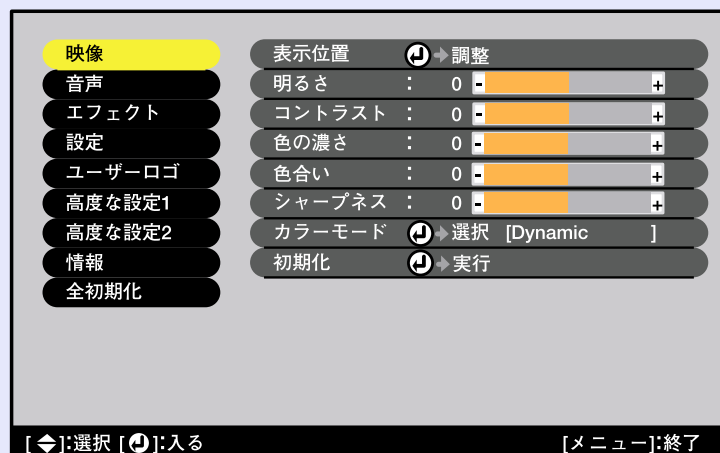 映像
音声
エフェクト
設定
ユーザーロゴ
高度な設定1
高度な設定2
情報
全初期化
表示位置 調整
明るさ : 0 - +
コントラスト : 0 - +
色の濃さ : 0 - +
色合い : 0 - +
シャープネス : 0 - +
カラーモード 選択 [Dynamic ]
初期化 実行
[ ]:選択 [ ]:入る [メニュー]:終了